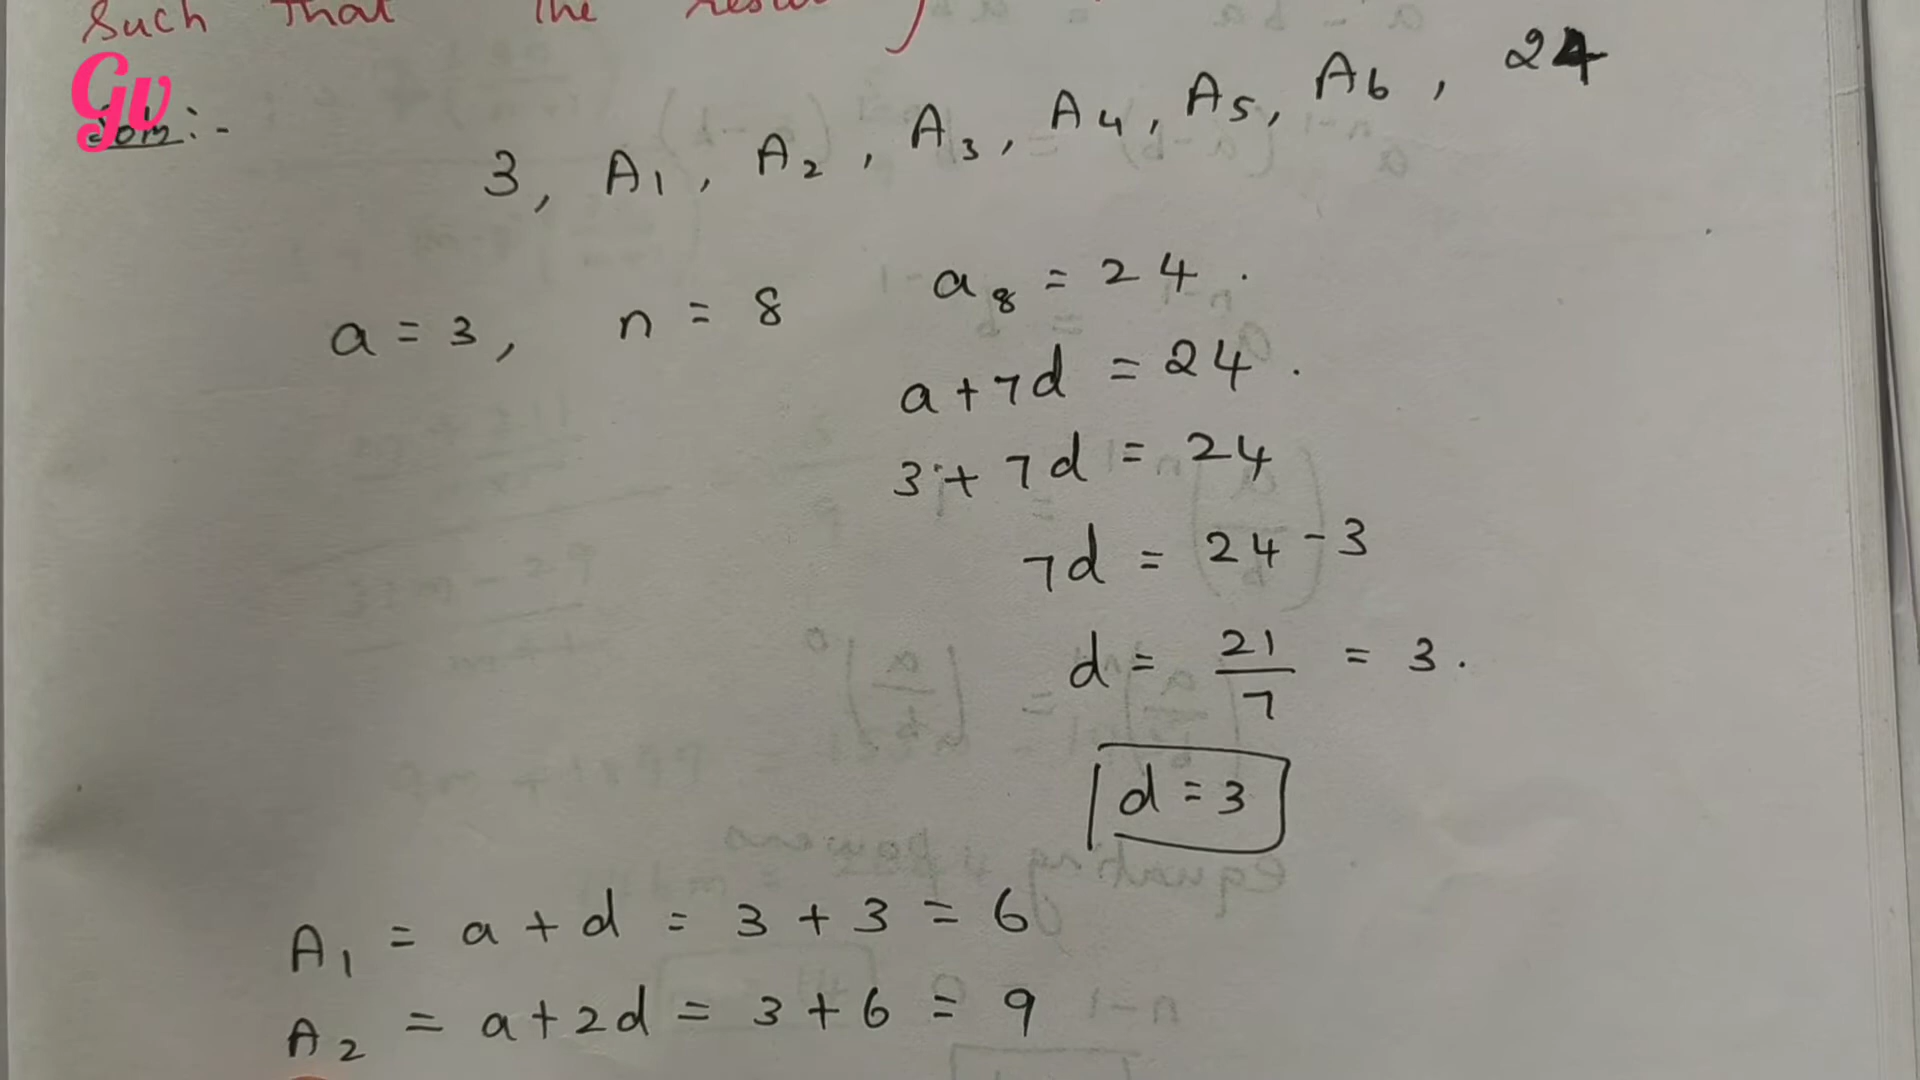 Such that the
GV
Soln:-
3, A1, A2, A3, A4, A5, A6, 24
a = 3, n = 8 a8 = 24.
a + 7d = 24.
3 + 7d = 24
7d = 24 - 3
d = 21/7 = 3.
d = 3
A1 = a + d = 3 + 3 = 6
A2 = a + 2d = 3 + 6 = 9